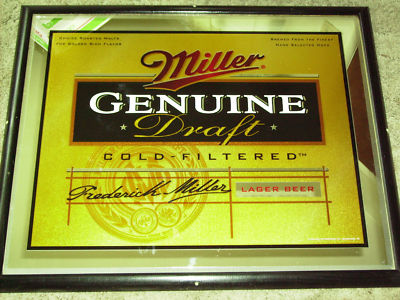 Choice Roasted Malts
For Golden Rich Flavor
Brewed From the Finest
Hand Selected Hops
Miller
GENUINE
Draft
COLD-FILTERED™
Frederick Miller
LAGER BEER